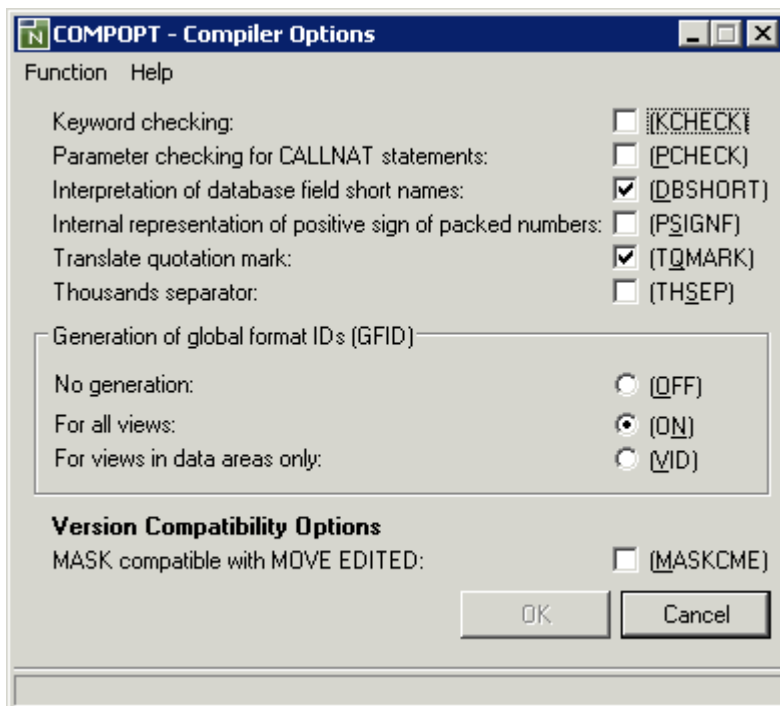 COMPOPT - Compiler Options
Function Help
Keyword checking: (KCHECK)
Parameter checking for CALLNAT statements: (PCHECK)
Interpretation of database field short names: (DBSHORT)
Internal representation of positive sign of packed numbers: (PSIGNF)
Translate quotation mark: (TQMARK)
Thousands separator: (THSEP)
Generation of global format IDs (GFID)
No generation: (OFF)
For all views: (ON)
For views in data areas only: (VID)
Version Compatibility Options
MASK compatible with MOVE EDITED: (MASKCME)
OK Cancel